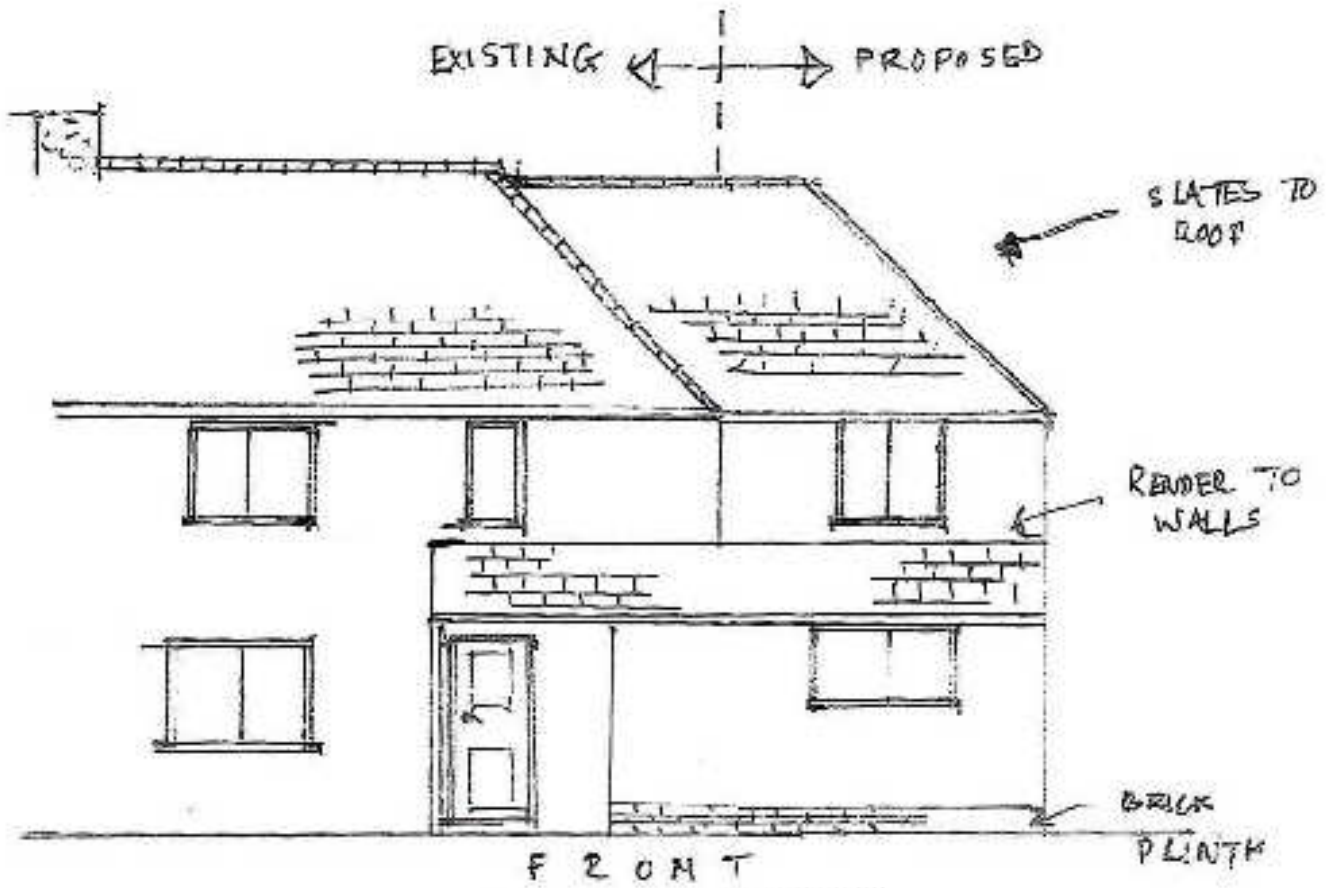 EXISTING
PROPOSED
SLATES TO
ROOF
RENDER TO
WALLS
BRICK
PLINTH
FRONT